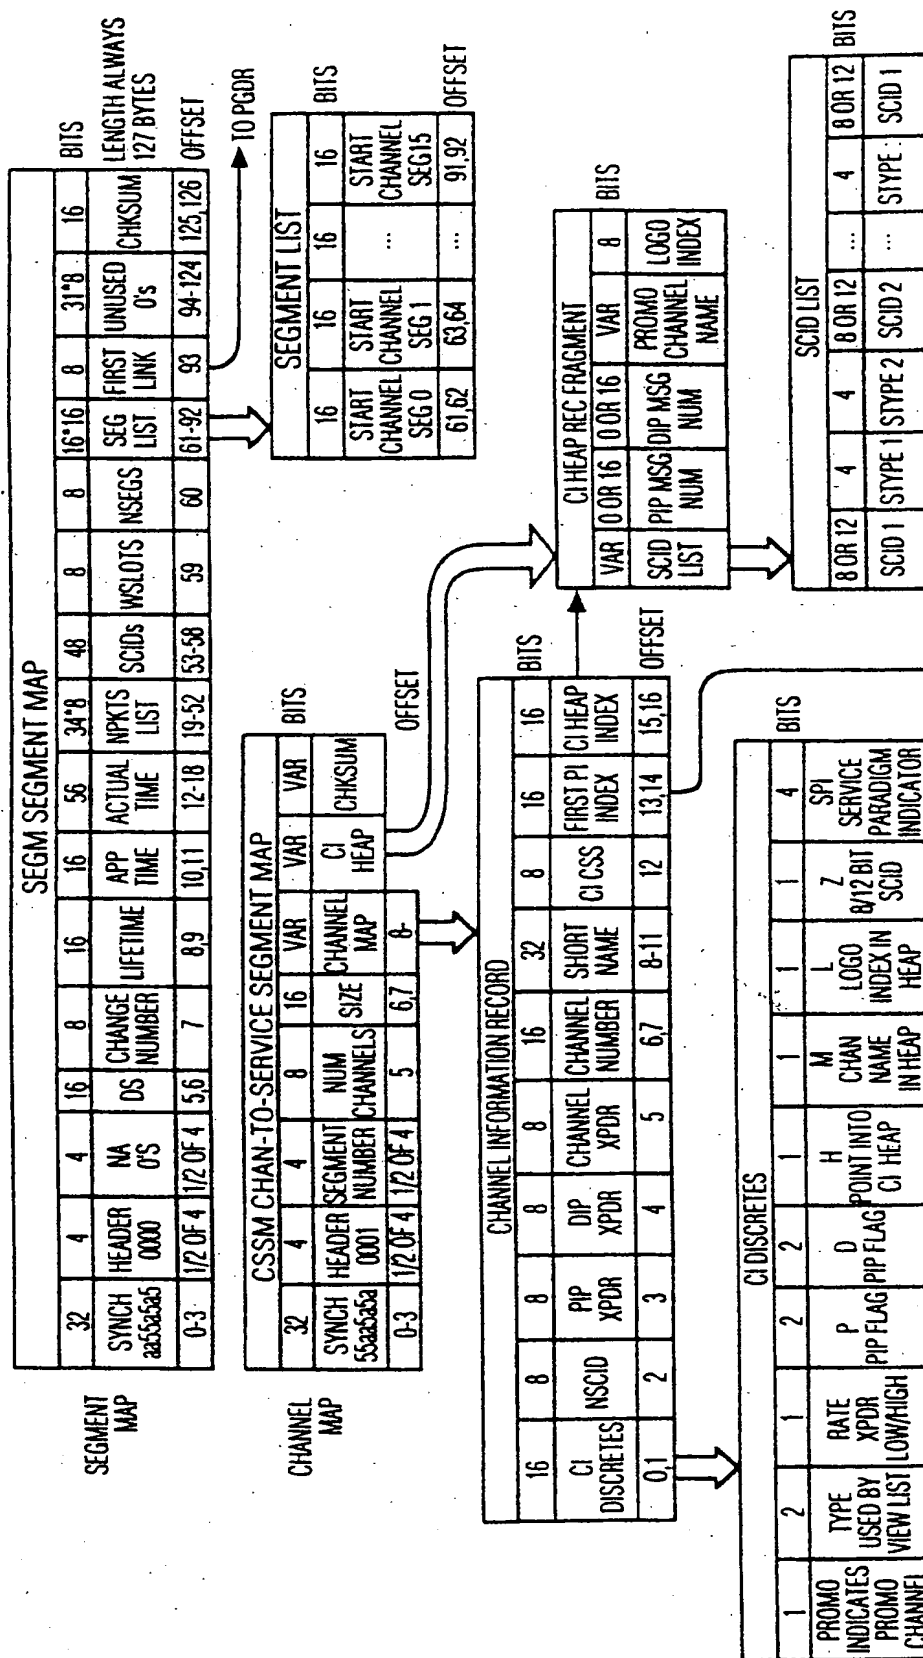 SEGMENT
MAP
SEGM SEGMENT MAP
32 4 4 16 8 16 16 56 34*8 48 8 8 16*16 8 31*8 16 BITS
SYNCH aa55a5a5 HEADER 0000 NA 0'S DS CHANGE NUMBER LIFETIME APP TIME ACTUAL TIME NPKTS LIST SCIDs WSLOTS NSEGS SEG LIST. FIRST LINK UNUSED 0's CHKSUM LENGTH ALWAYS 127 BYTES
0-3 1/2 OF 4 1/2 OF 4 5,6 7 8,9 10,11 12-18 19-52 53-58 59 60 61-92 93 94-124 125,126 OFFSET
TO PGDR
SEGMENT LIST
16 16 16 16 BITS
START CHANNEL SEG 0 START CHANNEL SEG 1 ... START CHANNEL SEG15
61,62 63,64 ... 91,92 OFFSET
CHANNEL
MAP
CSSM CHAN-TO-SERVICE SEGMENT MAP
32 4 4 8 16 VAR VAR VAR BITS
SYNCH 55aa5a5a HEADER 0001 SEGMENT NUMBER NUM CHANNELS SIZE CHANNEL MAP CI HEAP CHKSUM
0-3 1/2 OF 4 1/2 OF 4 5 6,7 8- OFFSET
CHANNEL INFORMATION RECORD
16 8 8 8 8 16 32 8 16 16 BITS
CI DISCRETES NSCID PIP XPDR DIP XPDR CHANNEL XPDR CHANNEL NUMBER SHORT NAME CI CSS FIRST PI INDEX CI HEAP INDEX
0,1 2 3 4 5 6,7 8-11 12 13,14 15,16 OFFSET
CI HEAP REC FRAGMENT
VAR 0 OR 16 0 OR 16 VAR 8 BITS
SCID LIST PIP MSG NUM DIP MSG NUM PROMO CHANNEL NAME LOGO INDEX
CI DISCRETES
1 2 1 2 2 1 1 1 1 4 BITS
PROMO INDICATES PROMO CHANNEL TYPE USED BY VIEW LIST RATE XPDR LOW/HIGH P PIP FLAG D PIP FLAG H POINT INTO CI HEAP M CHAN NAME IN HEAP L LOGO INDEX IN HEAP Z 8/12 BIT SCID SPI SERVICE PARADIGM INDICATOR
SCID LIST
8 OR 12 4 4 8 OR 12 ... 4 8 OR 12 BITS
SCID 1 STYPE 1 STYPE 2 SCID 2 ... STYPE SCID 1